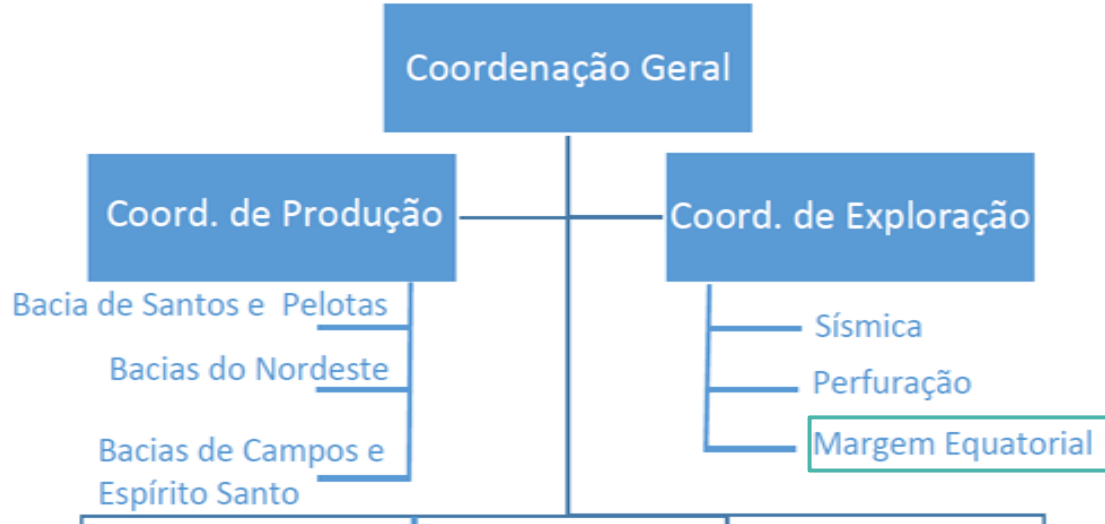 Coordenação Geral
Coord. de Produção
Coord. de Exploração
Bacia de Santos e Pelotas
Bacias do Nordeste
Bacias de Campos e
Espírito Santo
Sísmica
Perfuração
Margem Equatorial